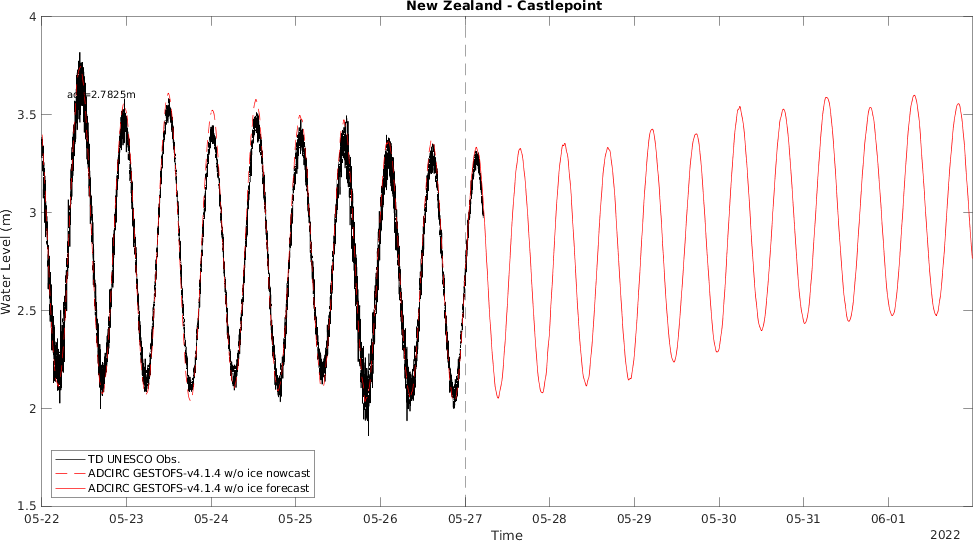 New Zealand - Castlepoint
4
3.5
3
2.5
2
1.5
Water Level (m)
=2.7825m
TD UNESCO Obs.
ADCIRC GESTOFS-v4.1.4 w/o ice nowcast
ADCIRC GESTOFS-v4.1.4 w/o ice forecast
05-22
05-23
05-24
05-25
05-26
05-27
05-28
05-29
05-30
05-31
06-01
Time
2022